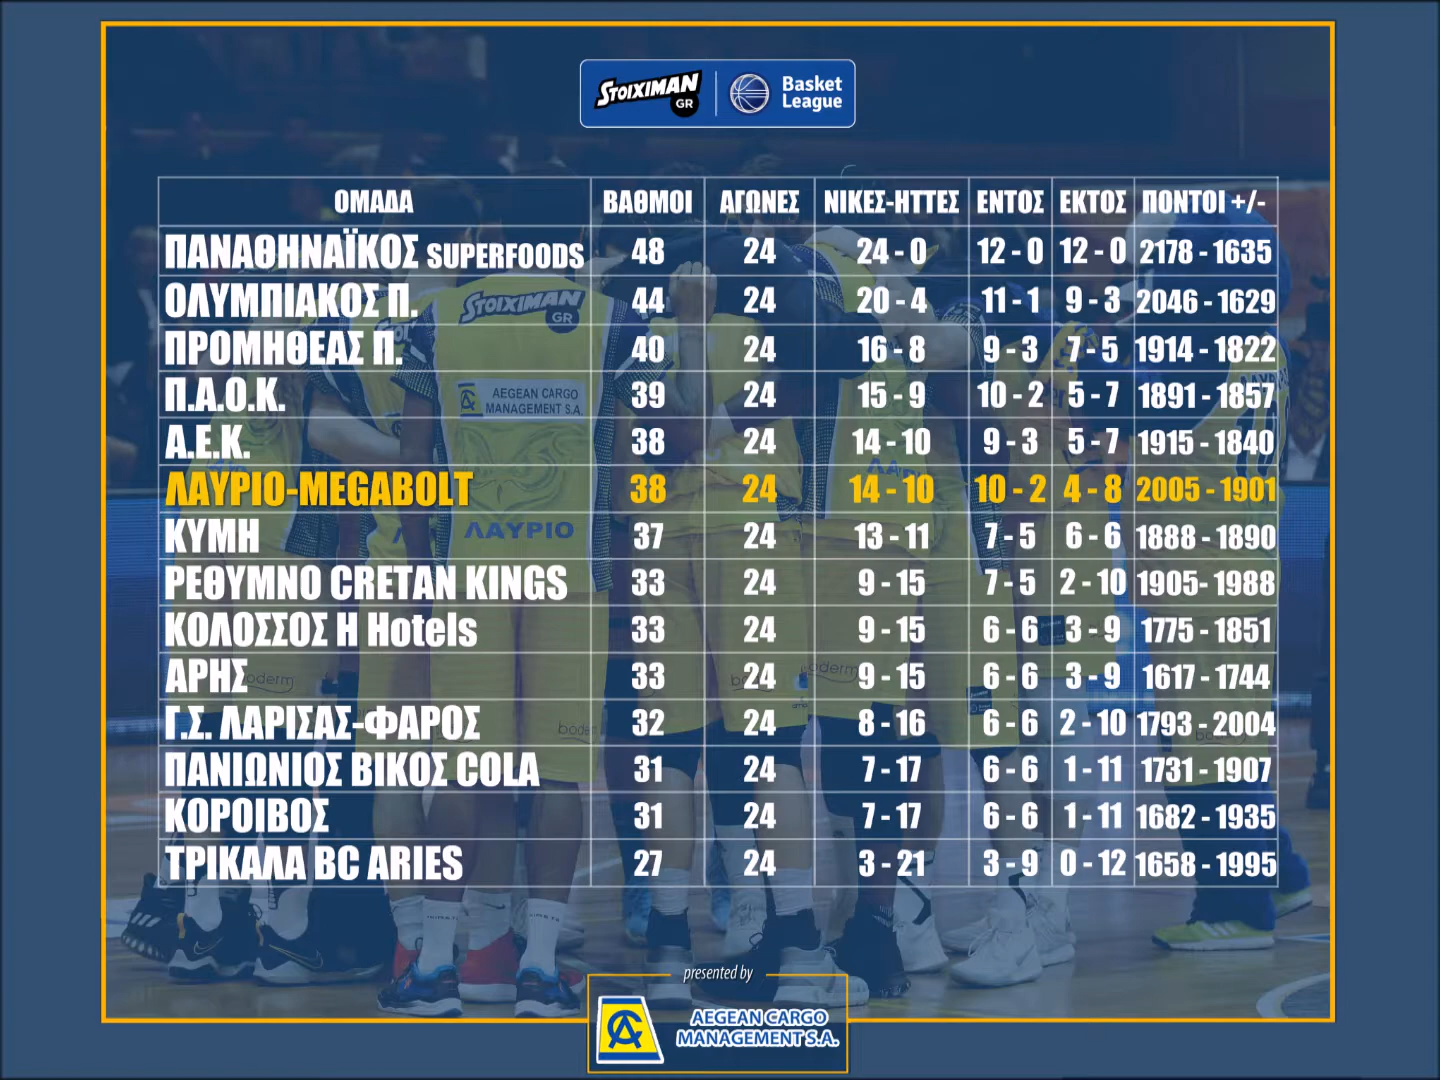 STOIXIMAN GR Basket League
ΟΜΑΔΑ ΒΑΘΜΟΙ ΑΓΩΝΕΣ ΝΙΚΕΣ-ΗΤΤΕΣ ΕΝΤΟΣ ΕΚΤΟΣ ΠΟΝΤΟΙ +/-
ΠΑΝΑΘΗΝΑΪΚΟΣ SUPERFOODS 48 24 24 - 0 12 - 0 12 - 0 2178 - 1635
ΟΛΥΜΠΙΑΚΟΣ Π. 44 24 20 - 4 11 - 1 9 - 3 2046 - 1629
ΠΡΟΜΗΘΕΑΣ Π. 40 24 16 - 8 9 - 3 7 - 5 1914 - 1822
Π.Α.Ο.Κ. 39 24 15 - 9 10 - 2 5 - 7 1891 - 1857
Α.Ε.Κ. 38 24 14 - 10 9 - 3 5 - 7 1915 - 1840
ΛΑΥΡΙΟ-MEGABOLT 38 24 14 - 10 10 - 2 4 - 8 2005 - 1901
ΚΥΜΗ 37 24 13 - 11 7 - 5 6 - 6 1888 - 1890
ΡΕΘΥΜΝΟ CRETAN KINGS 33 24 9 - 15 7 - 5 2 - 10 1905- 1988
ΚΟΛΟΣΣΟΣ H Hotels 33 24 9 - 15 6 - 6 3 - 9 1775 - 1851
ΑΡΗΣ 33 24 9 - 15 6 - 6 3 - 9 1617 - 1744
Γ.Σ. ΛΑΡΙΣΑΣ-ΦΑΡΟΣ 32 24 8 - 16 6 - 6 2 - 10 1793 - 2004
ΠΑΝΙΩΝΙΟΣ ΒΙΚΟΣ COLA 31 24 7 - 17 6 - 6 1 - 11 1731 - 1907
ΚΟΡΟΙΒΟΣ 31 24 7 - 17 6 - 6 1 - 11 1682 - 1935
ΤΡΙΚΑΛΑ BC ARIES 27 24 3 - 21 3 - 9 0 - 12 1658 - 1995
STOIXIMAN GR
AEGEAN CARGO
MANAGEMENT S.A.
ΛΑΥΡΙΟ
presented by
AEGEAN CARGO
MANAGEMENT S.A.